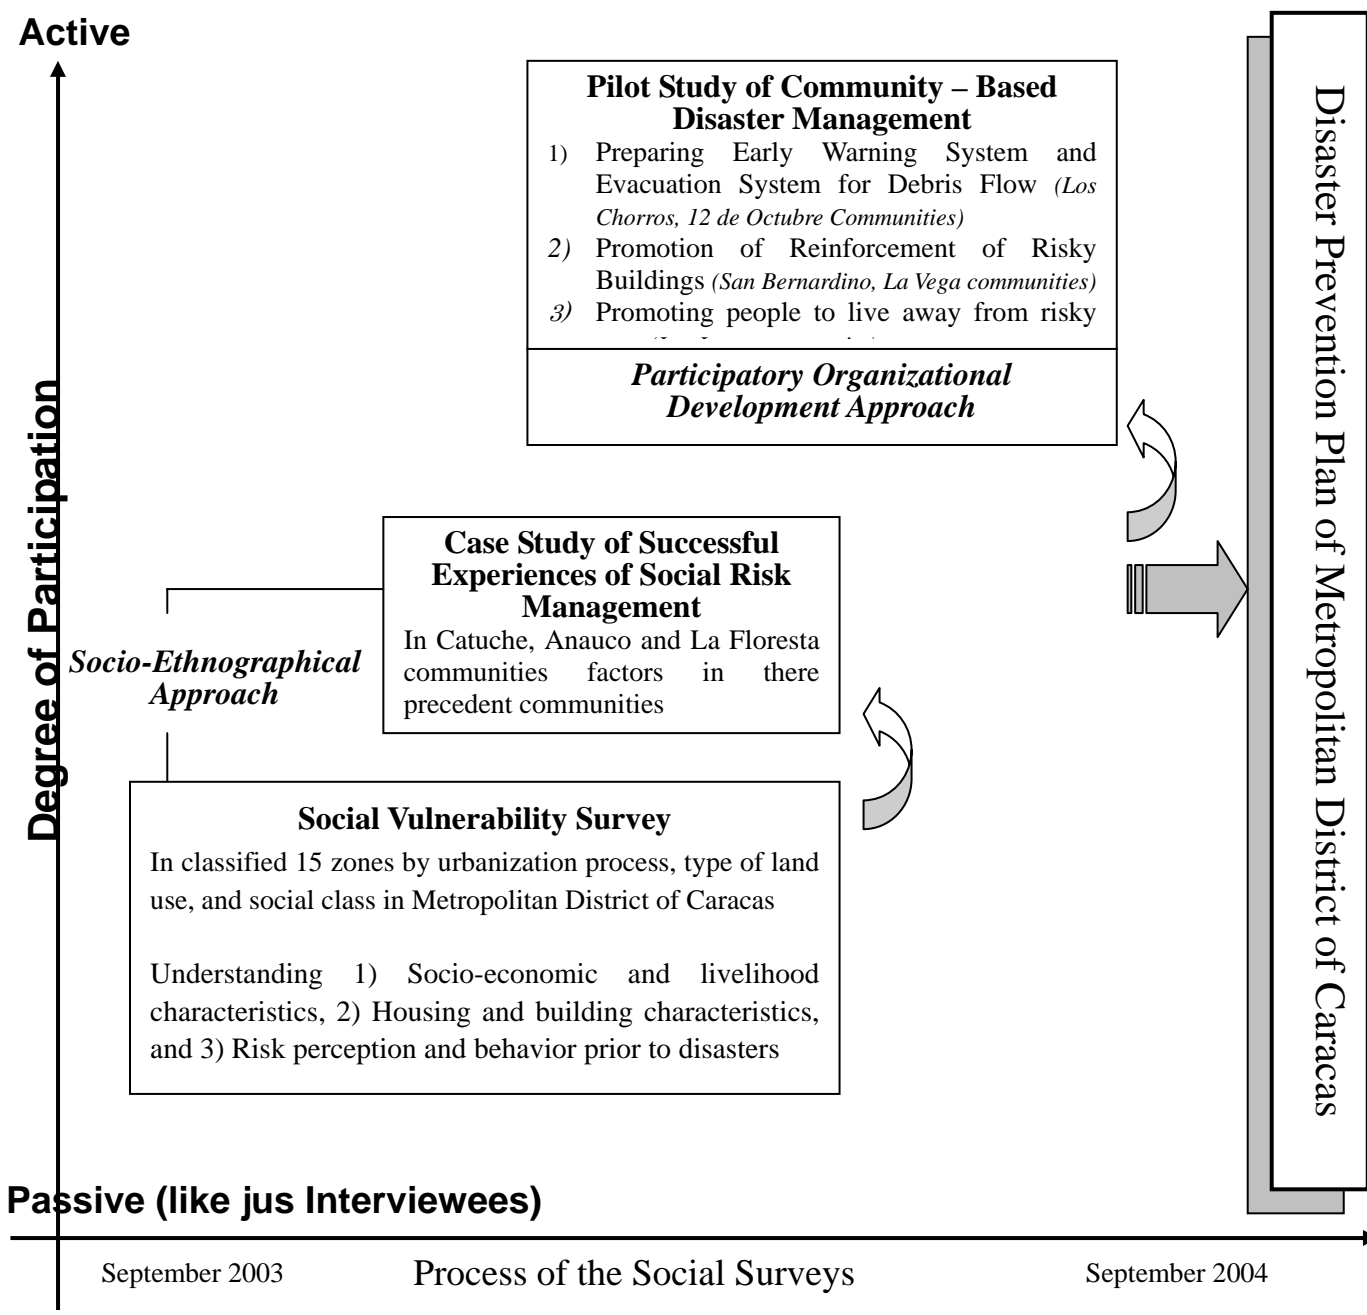 Active
Pilot Study of Community – Based
Disaster Management
1) Preparing Early Warning System and
Evacuation System for Debris Flow (Los
Chorros, 12 de Octubre Communities)
2) Promotion of Reinforcement of Risky
Buildings (San Bernardino, La Vega communities)
3) Promoting people to live away from risky
Participatory Organizational
Development Approach
Degree of Participation
Case Study of Successful
Experiences of Social Risk
Management
In Catuche, Anauco and La Floresta
communities factors in there
precedent communities
Socio-Ethnographical
Approach
Social Vulnerability Survey
In classified 15 zones by urbanization process, type of land
use, and social class in Metropolitan District of Caracas
Understanding 1) Socio-economic and livelihood
characteristics, 2) Housing and building characteristics,
and 3) Risk perception and behavior prior to disasters
Disaster Prevention Plan of Metropolitan District of Caracas
Passive (like jus Interviewees)
September 2003
Process of the Social Surveys
September 2004